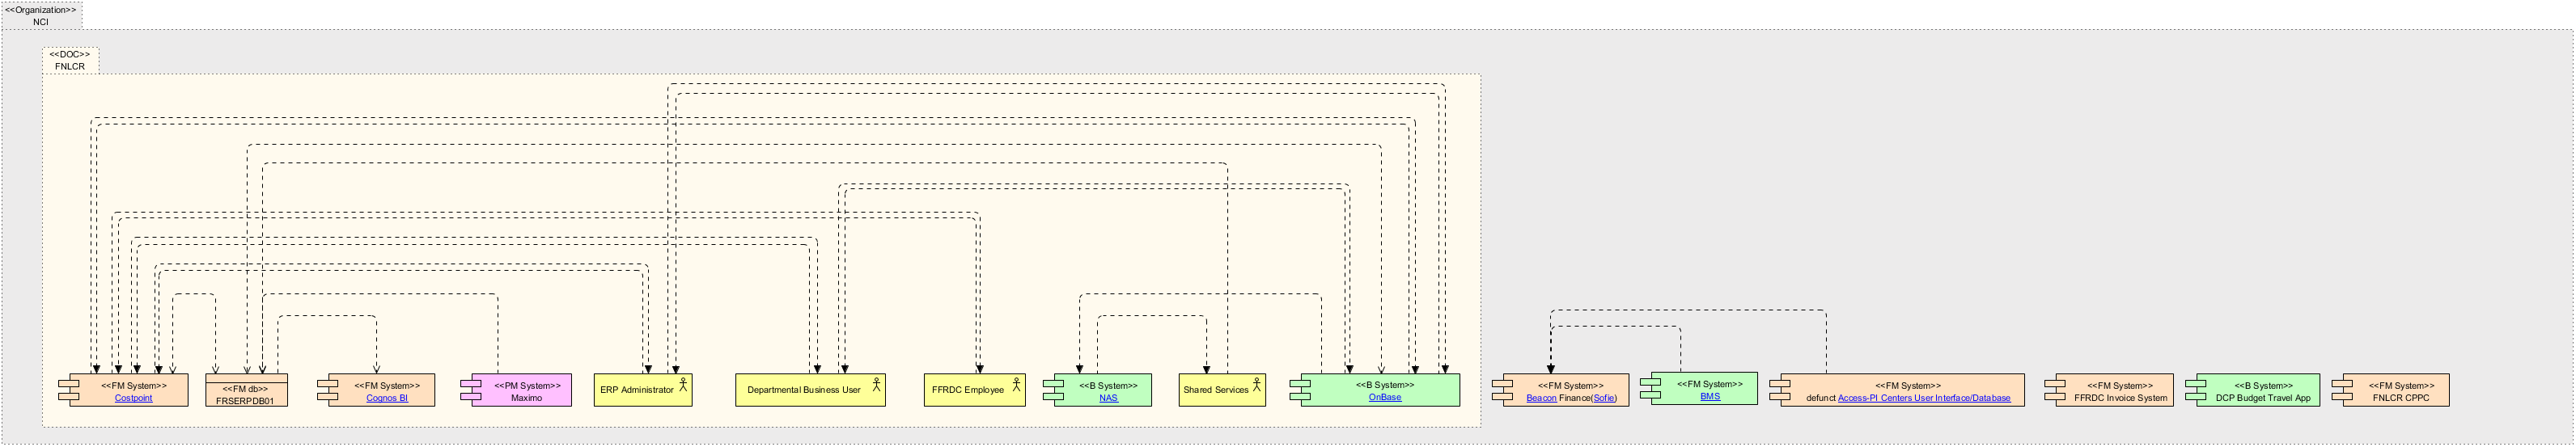 <<Organization>>
NCI
<<DOC>>
FNLCR
<<FM System>>
Costpoint
<<FM db>>
FRSERPDB01
<<FM System>>
Cognos BI
<<PM System>>
Maximo
ERP Administrator
Departmental Business User
FFRDC Employee
<<B System>>
NAS
Shared Services
<<B System>>
OnBase
<<FM System>>
Beacon Finance(Sofie)
<<FM System>>
BMS
<<FM System>>
defunct Access-PI Centers User Interface/Database
<<FM System>>
FFRDC Invoice System
<<B System>>
DCP Budget Travel App
<<FM System>>
FNLCR CPPC